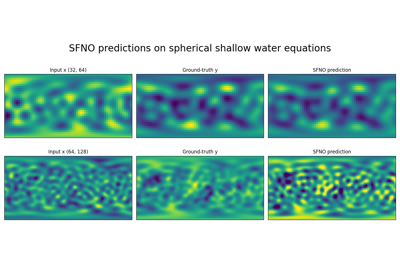 SFNO predictions on spherical shallow water equations
Input x (32, 64)
Ground-truth y
SFNO prediction
Input x (64, 128)
Ground-truth y
SFNO prediction